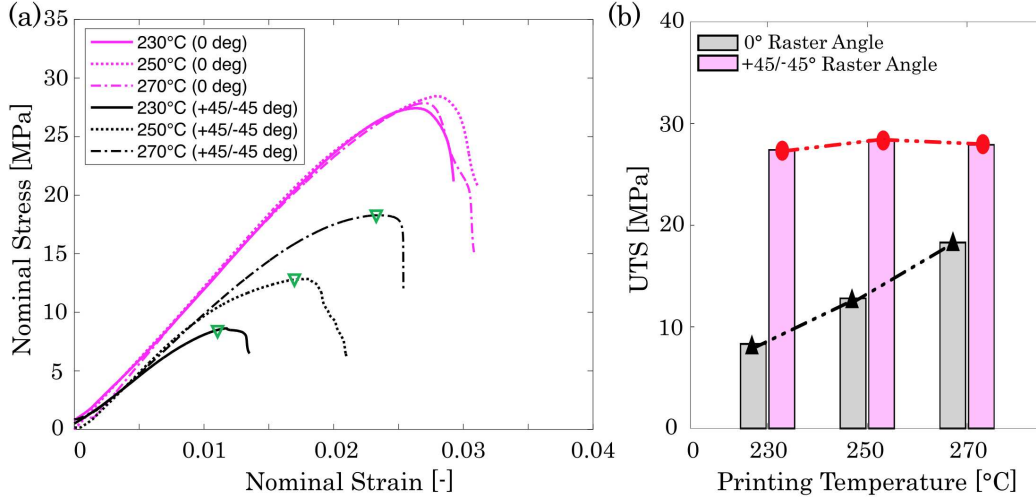 (a)
35
30
25
20
15
10
5
0
Nominal Stress [MPa]
230°C (0 deg)
250°C (0 deg)
270°C (0 deg)
230°C (+45/-45 deg)
250°C (+45/-45 deg)
270°C (+45/-45 deg)
0 0.01 0.02 0.03 0.04
Nominal Strain [-]
(b)
40
30
20
10
0
UTS [MPa]
0° Raster Angle
+45/-45° Raster Angle
230 250 270
Printing Temperature [°C]